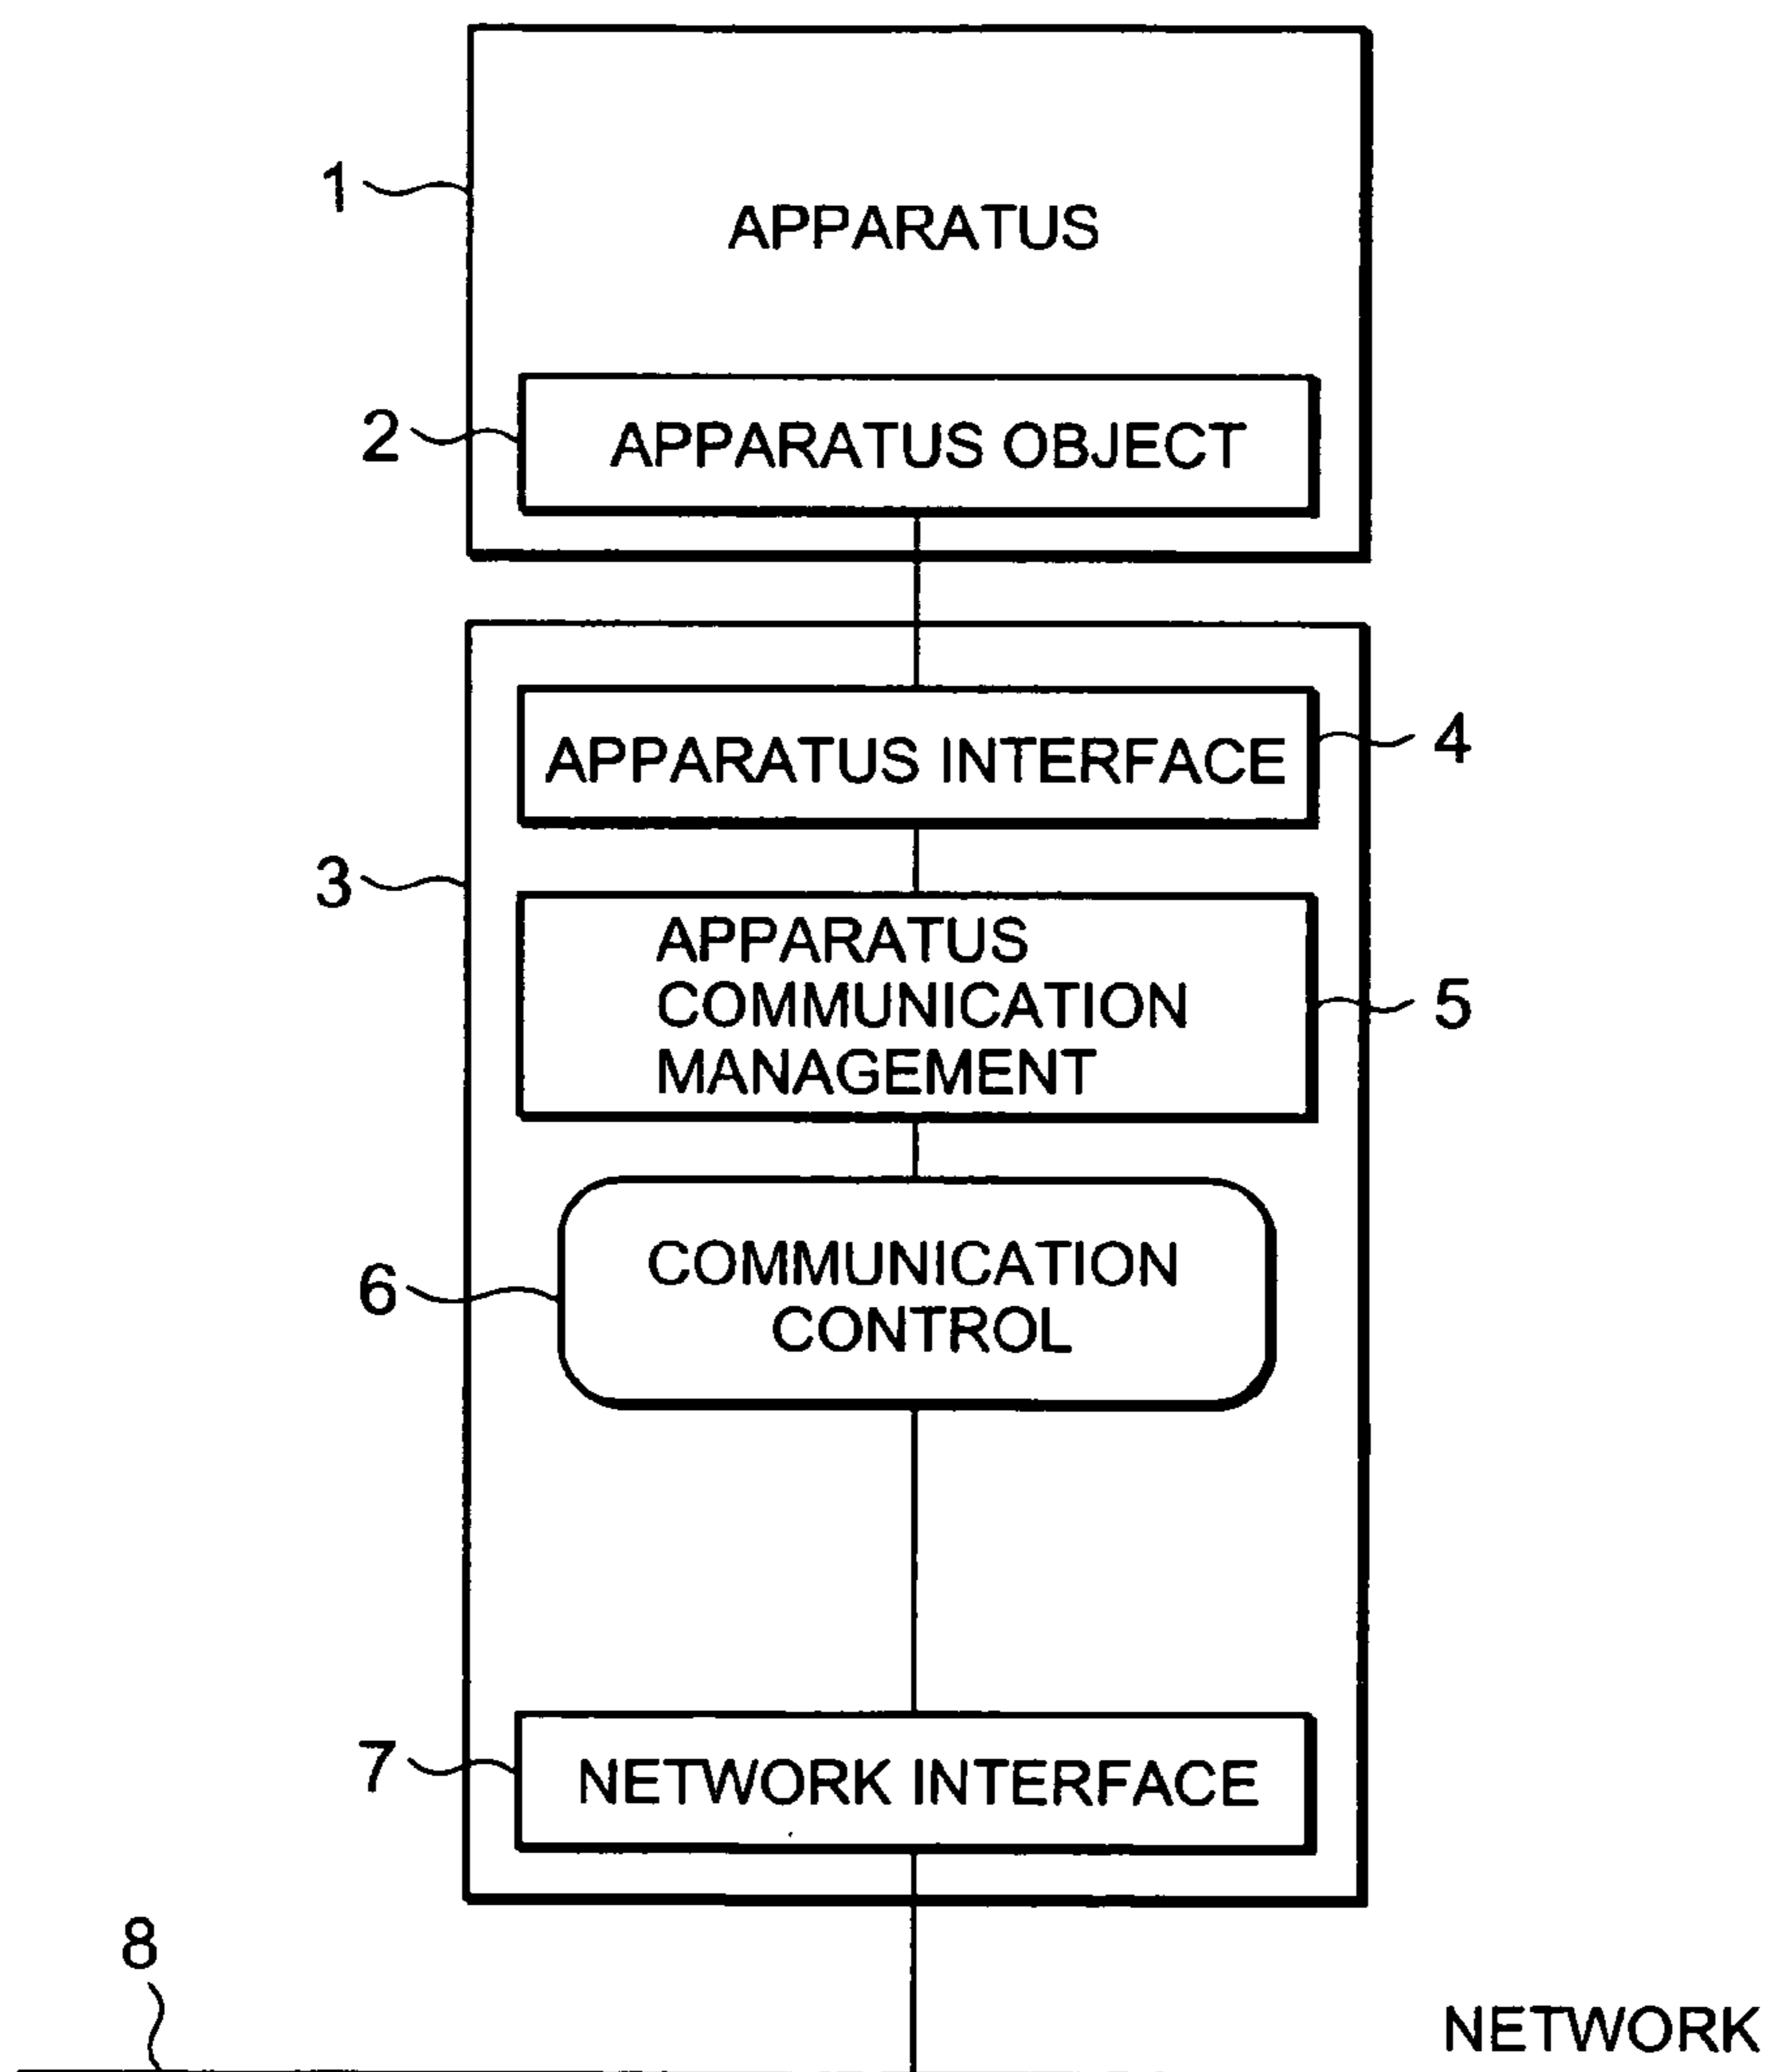 1
APPARATUS
2
APPARATUS OBJECT
APPARATUS INTERFACE
4
3
APPARATUS
COMMUNICATION
MANAGEMENT
5
6
COMMUNICATION
CONTROL
7
NETWORK INTERFACE
8
NETWORK